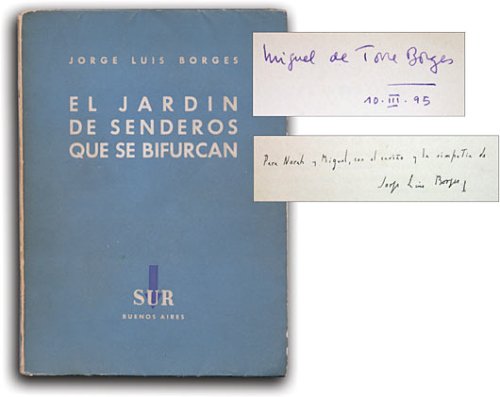 JORGE LUIS BORGES
EL JARDIN
DE SENDEROS
QUE SE BIFURCAN
SUR
BUENOS AIRES
Miguel de Torre Borges
10·III·95
Para Norah y Miguel, con el cariño y la simpatía de
Jorge Luis Borges